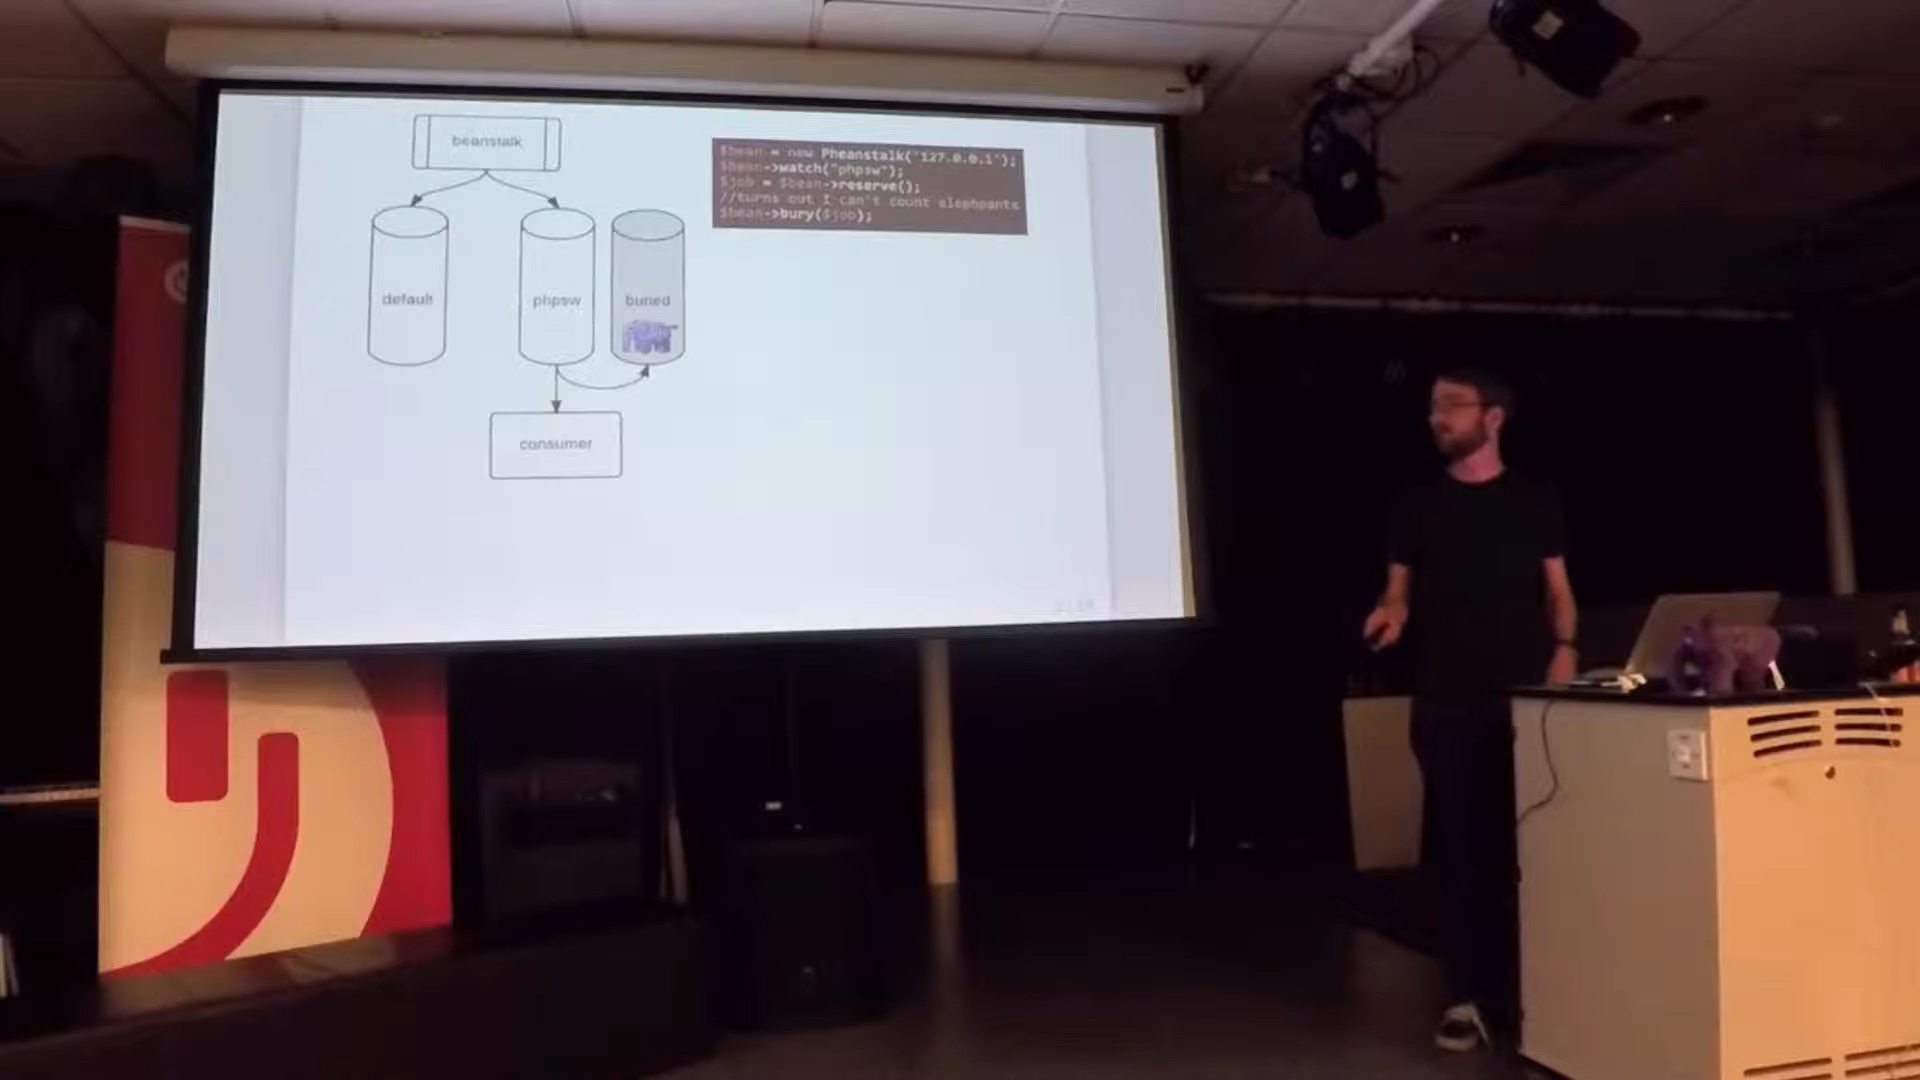 beanstalk
$bean = new Pheanstalk('127.0.0.1');
$bean->watch("phpsw");
$job = $bean->reserve();
//turns out I can't count elephpants
$bean->bury($job);
default
phpsw
buried
consumer